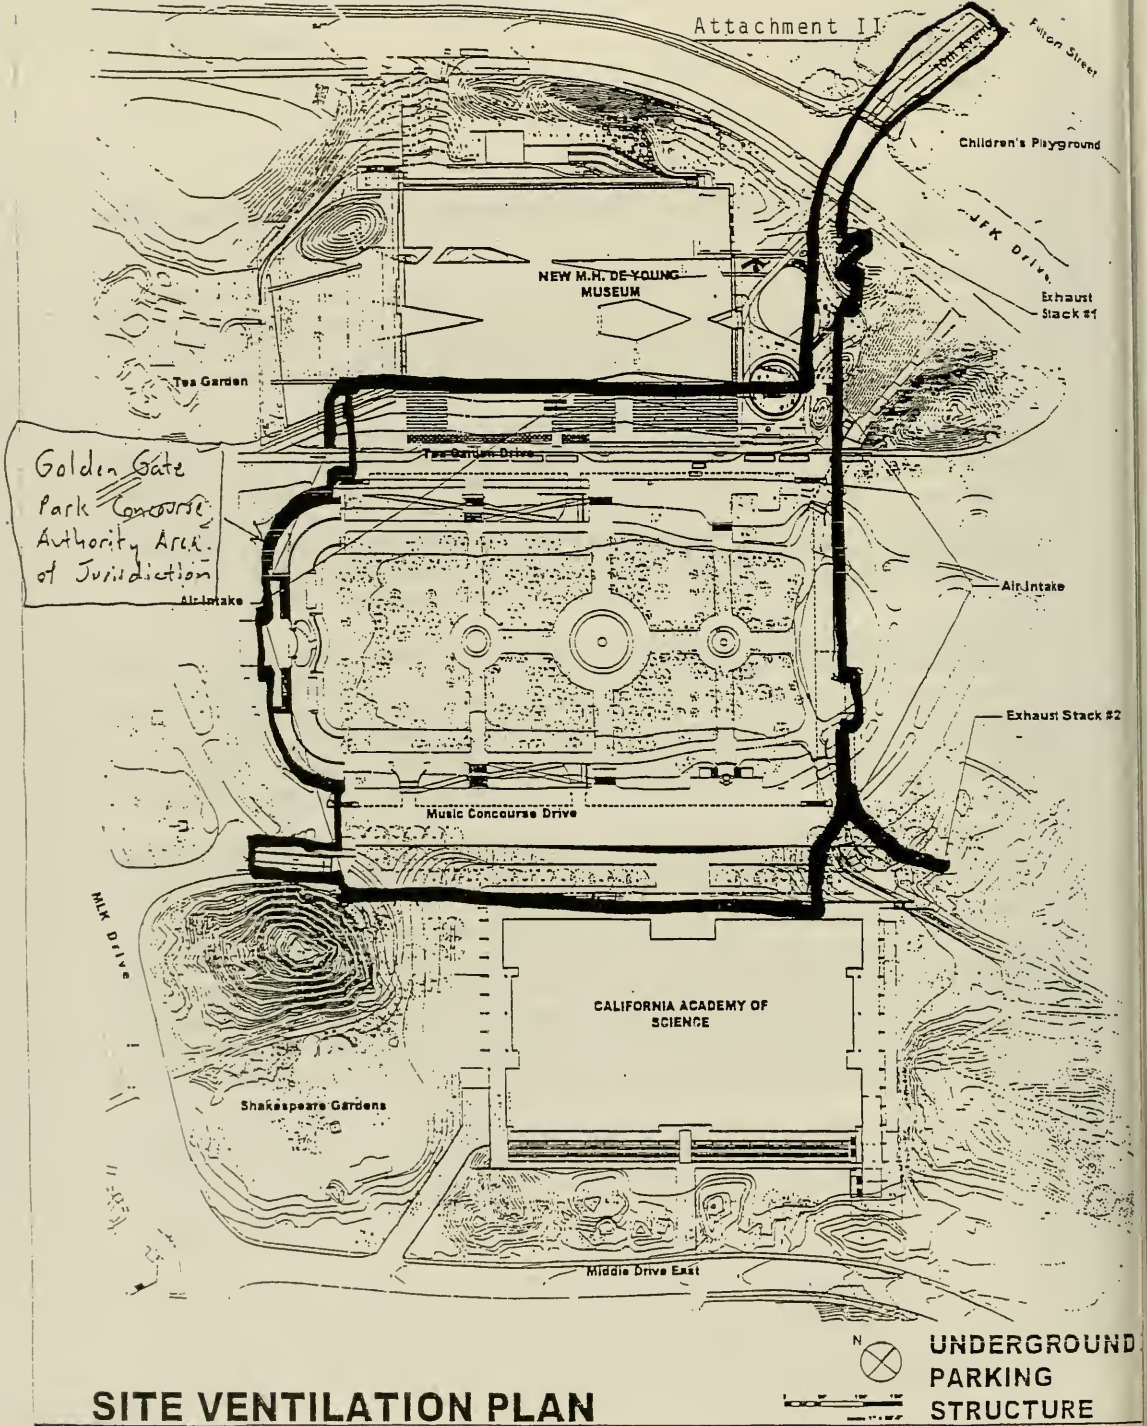 Attachment II
Fulton Street
10th Avenue
Children's Playground
JFK Drive
NEW M.H. DE YOUNG
MUSEUM
Exhaust
Stack #1
Tea Garden
Tea Garden Drive
Golden Gate
Park Concourse
Authority Area
of Jurisdiction
Air Intake
Air Intake
Exhaust Stack #2
Music Concourse Drive
MLK Drive
CALIFORNIA ACADEMY OF
SCIENCE
Shakespeare Gardens
Middle Drive East
N
UNDERGROUND
PARKING
STRUCTURE
SITE VENTILATION PLAN